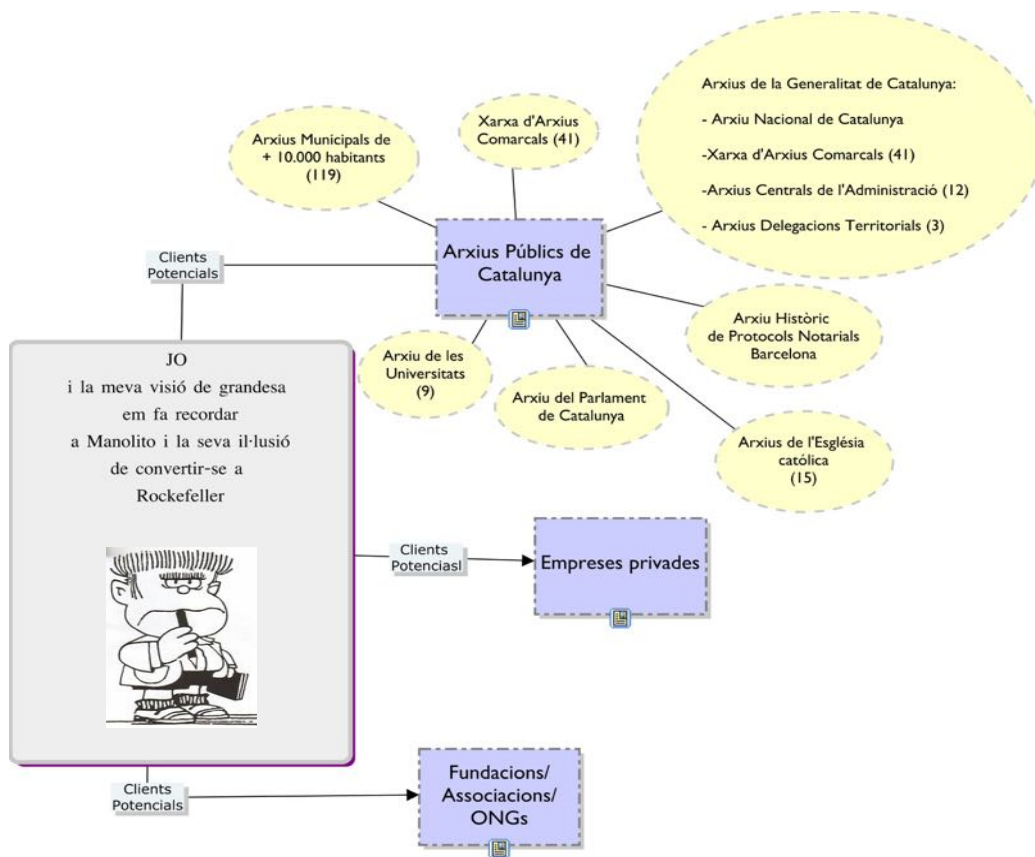 Arxius de la Generalitat de Catalunya:
- Arxiu Nacional de Catalunya
-Xarxa d'Arxius Comarcals (41)
-Arxius Centrals de l'Administració (12)
- Arxius Delegacions Territorials (3)
Xarxa d'Arxius
Comarcals (41)
Arxius Municipals de
+ 10.000 habitants
(119)
Arxius Públics de
Catalunya
Clients
Potencials
Arxiu Històric
de Protocols Notarials
Barcelona
Arxiu de les
Universitats
(9)
Arxiu del Parlament
de Catalunya
Arxius de l'Església
católica
(15)
JO
i la meva visió de grandesa
em fa recordar
a Manolito i la seva il·lusió
de convertir-se a
Rockefeller
Clients
Potenciasl
Empreses privades
Clients
Potencials
Fundacions/
Associacions/
ONGs